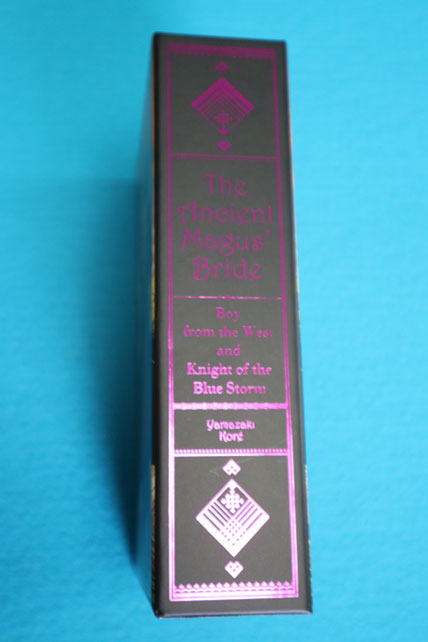 The
Ancient
Magus'
Bride
Boy
from the West
and
Knight of the
Blue Storm
Yamazaki
Koré